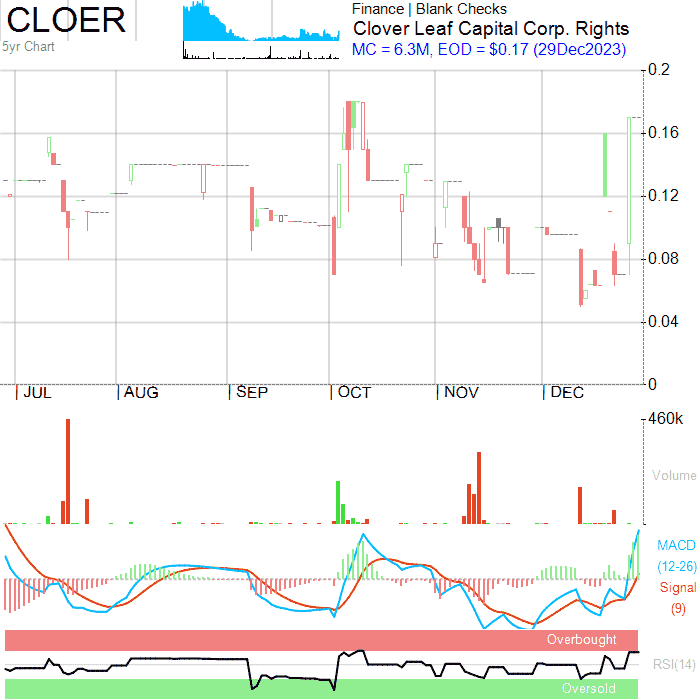 CLOER
5yr Chart
Finance | Blank Checks
Clover Leaf Capital Corp. Rights
MC = 6.3M, EOD = $0.17 (29Dec2023)
0.2
0.16
0.12
0.08
0.04
0
JUL AUG SEP OCT NOV DEC
460k
Volume
MACD
(12-26)
Signal
(9)
Overbought
RSI(14)
Oversold